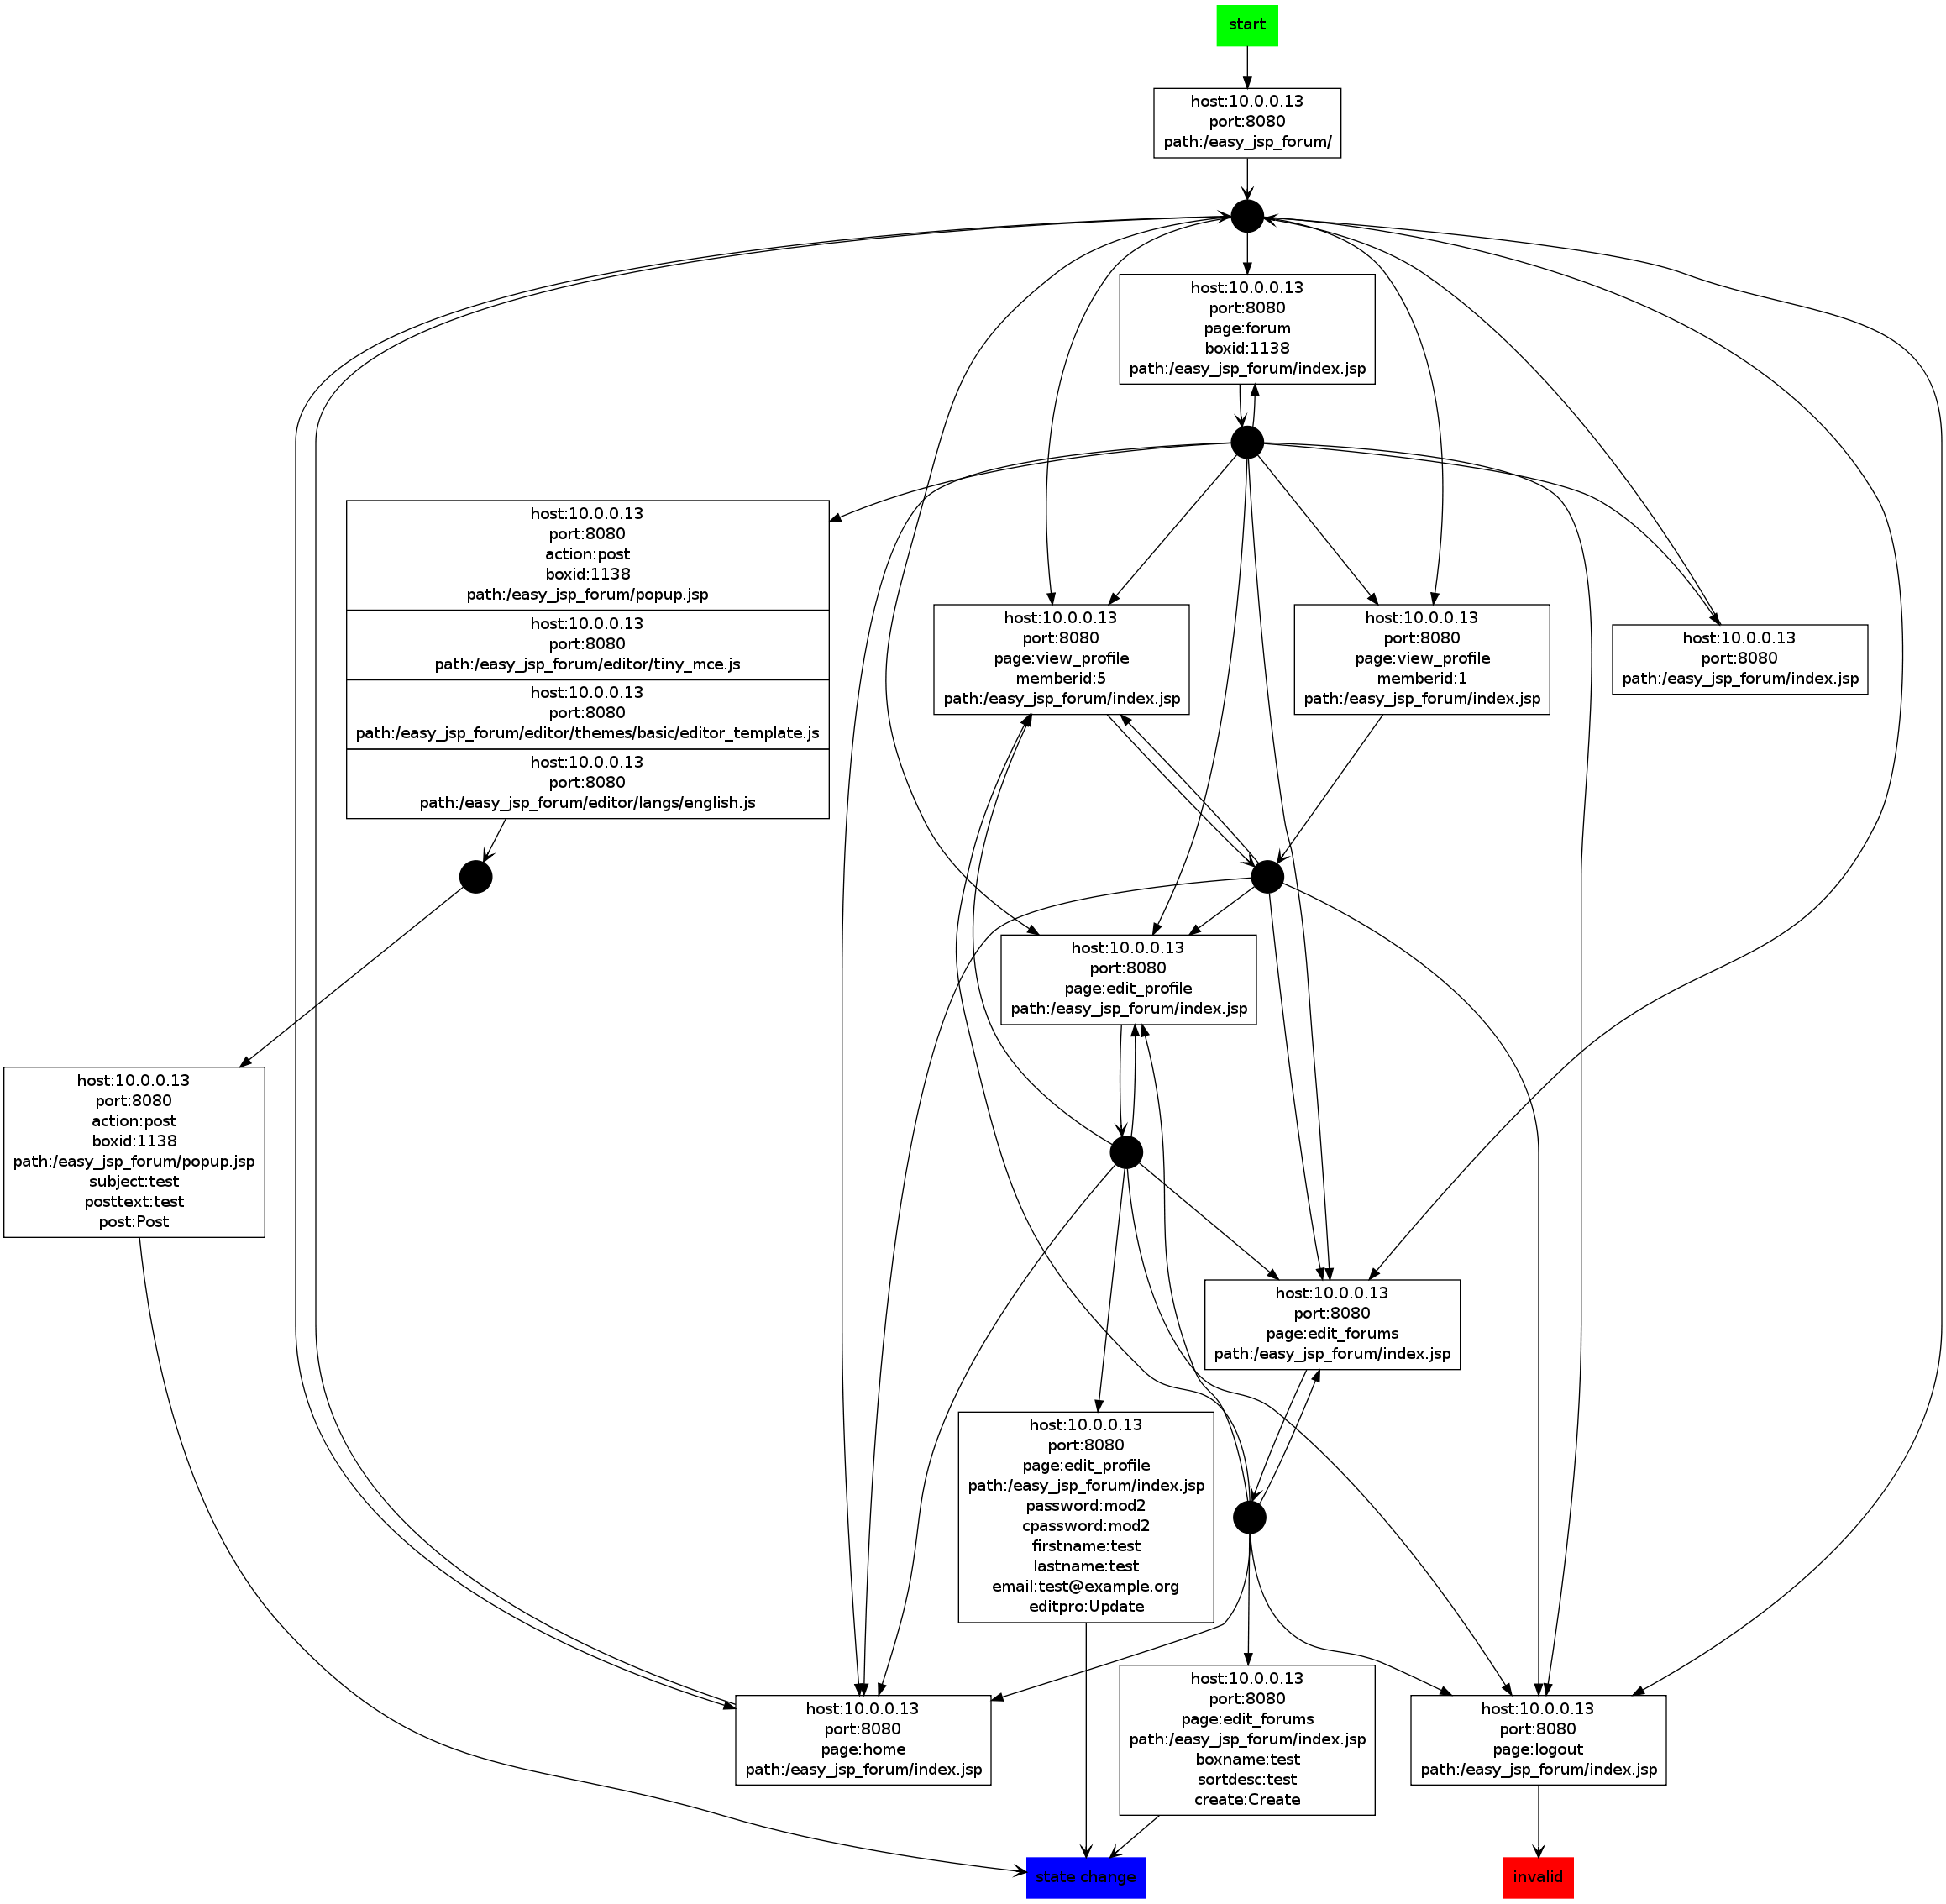 start
host:10.0.0.13
port:8080
path:/easy_jsp_forum/
host:10.0.0.13
port:8080
page:forum
boxid:1138
path:/easy_jsp_forum/index.jsp
host:10.0.0.13
port:8080
action:post
boxid:1138
path:/easy_jsp_forum/popup.jsp
host:10.0.0.13
port:8080
path:/easy_jsp_forum/editor/tiny_mce.js
host:10.0.0.13
port:8080
path:/easy_jsp_forum/editor/themes/basic/editor_template.js
host:10.0.0.13
port:8080
path:/easy_jsp_forum/editor/langs/english.js
host:10.0.0.13
port:8080
page:view_profile
memberid:5
path:/easy_jsp_forum/index.jsp
host:10.0.0.13
port:8080
page:view_profile
memberid:1
path:/easy_jsp_forum/index.jsp
host:10.0.0.13
port:8080
path:/easy_jsp_forum/index.jsp
host:10.0.0.13
port:8080
page:edit_profile
path:/easy_jsp_forum/index.jsp
host:10.0.0.13
port:8080
action:post
boxid:1138
path:/easy_jsp_forum/popup.jsp
subject:test
posttext:test
post:Post
host:10.0.0.13
port:8080
page:edit_forums
path:/easy_jsp_forum/index.jsp
host:10.0.0.13
port:8080
page:edit_profile
path:/easy_jsp_forum/index.jsp
password:mod2
cpassword:mod2
firstname:test
lastname:test
email:test@example.org
editpro:Update
host:10.0.0.13
port:8080
page:home
path:/easy_jsp_forum/index.jsp
host:10.0.0.13
port:8080
page:edit_forums
path:/easy_jsp_forum/index.jsp
boxname:test
sortdesc:test
create:Create
host:10.0.0.13
port:8080
page:logout
path:/easy_jsp_forum/index.jsp
state change
invalid